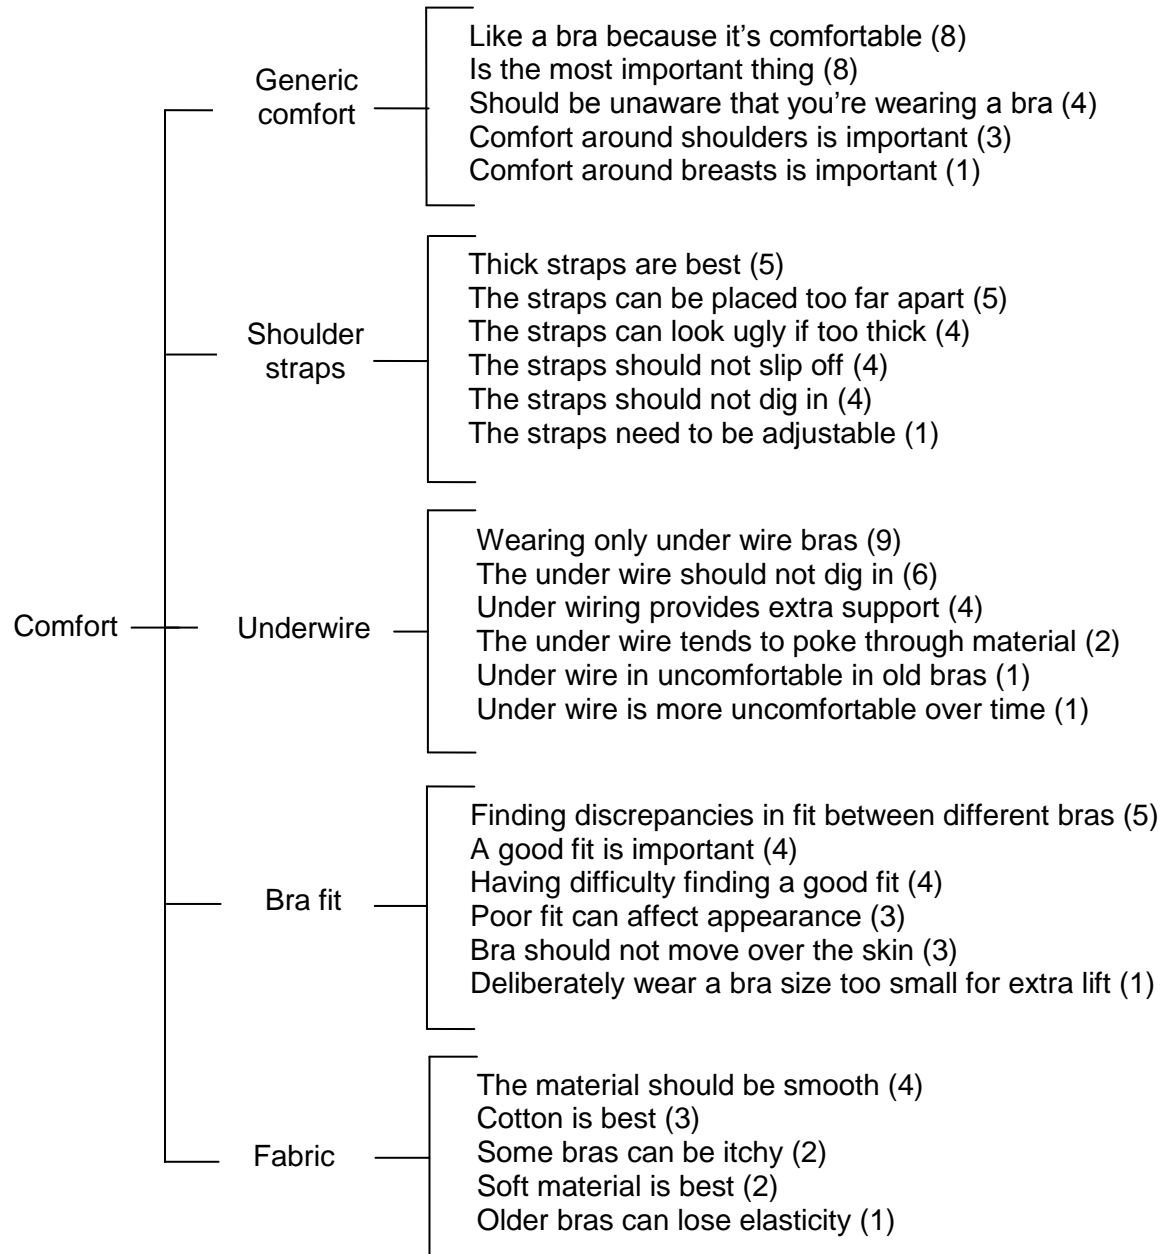 Generic
comfort
Like a bra because it's comfortable (8)
Is the most important thing (8)
Should be unaware that you're wearing a bra (4)
Comfort around shoulders is important (3)
Comfort around breasts is important (1)
Shoulder
straps
Thick straps are best (5)
The straps can be placed too far apart (5)
The straps can look ugly if too thick (4)
The straps should not slip off (4)
The straps should not dig in (4)
The straps need to be adjustable (1)
Comfort
Underwire
Wearing only under wire bras (9)
The under wire should not dig in (6)
Under wiring provides extra support (4)
The under wire tends to poke through material (2)
Under wire in uncomfortable in old bras (1)
Under wire is more uncomfortable over time (1)
Bra fit
Finding discrepancies in fit between different bras (5)
A good fit is important (4)
Having difficulty finding a good fit (4)
Poor fit can affect appearance (3)
Bra should not move over the skin (3)
Deliberately wear a bra size too small for extra lift (1)
Fabric
The material should be smooth (4)
Cotton is best (3)
Some bras can be itchy (2)
Soft material is best (2)
Older bras can lose elasticity (1)